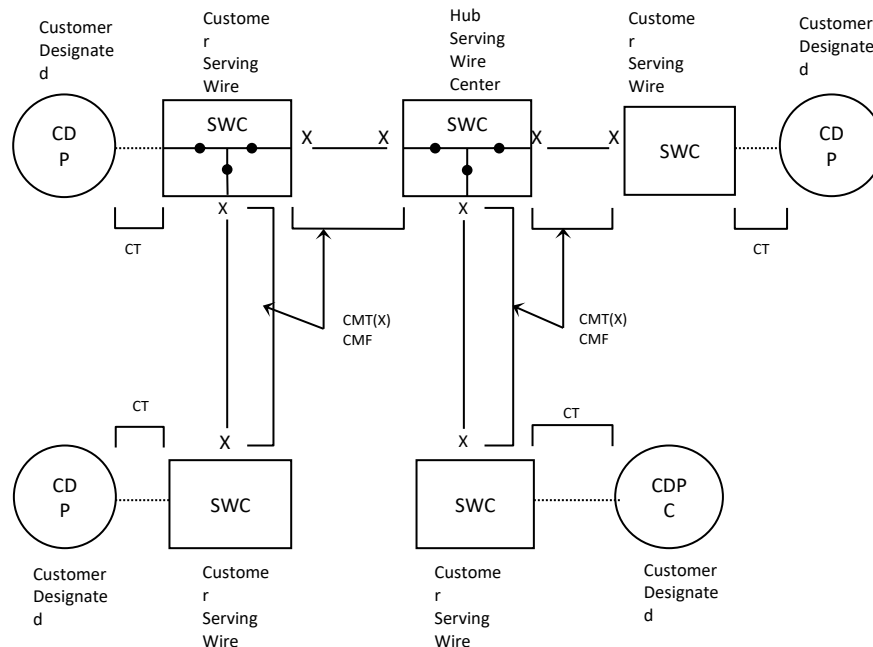 Customer
Designate
d
Custome
r
Serving
Wire
Hub
Serving
Wire
Center
Custome
r
Serving
Wire
Customer
Designate
d
CD
P
SWC
X
X
SWC
X
X
SWC
CD
P
X
X
CT
CT
CMT(X)
CMF
CMT(X)
CMF
CT
CT
X
X
CD
P
SWC
SWC
CDP
C
Customer
Designate
d
Custome
r
Serving
Wire
Custome
r
Serving
Wire
Customer
Designate
d